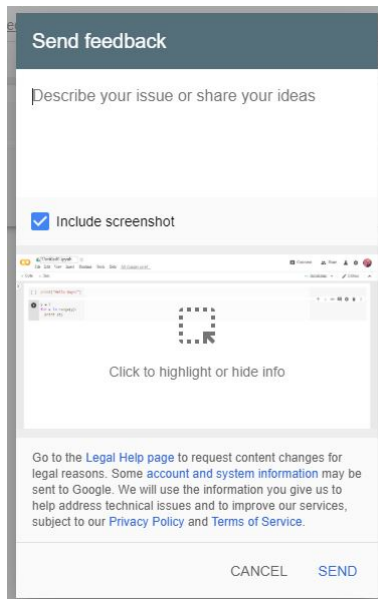 Send feedback
Describe your issue or share your ideas
Include screenshot
Click to highlight or hide info
Go to the Legal Help page to request content changes for
legal reasons. Some account and system information may be
sent to Google. We will use the information you give us to
help address technical issues and to improve our services,
subject to our Privacy Policy and Terms of Service.
CANCEL SEND